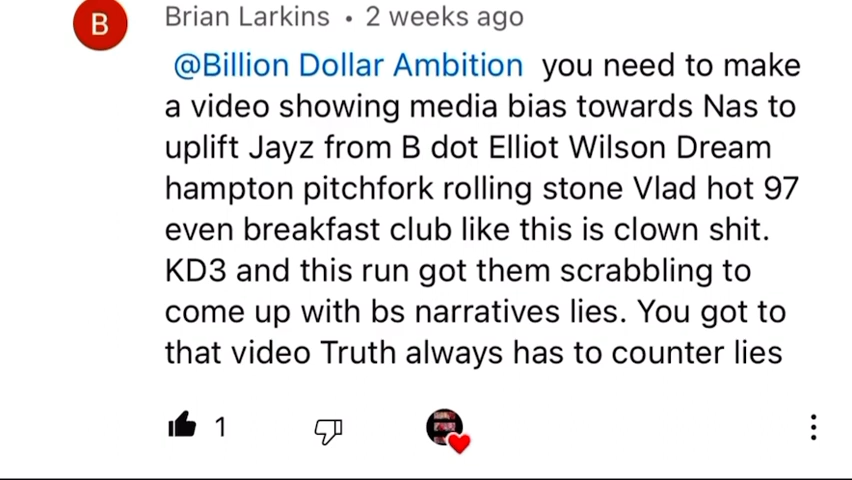 B
Brian Larkins • 2 weeks ago
@Billion Dollar Ambition you need to make
a video showing media bias towards Nas to
uplift Jayz from B dot Elliot Wilson Dream
hampton pitchfork rolling stone Vlad hot 97
even breakfast club like this is clown shit.
KD3 and this run got them scrabbling to
come up with bs narratives lies. You got to
that video Truth always has to counter lies
1